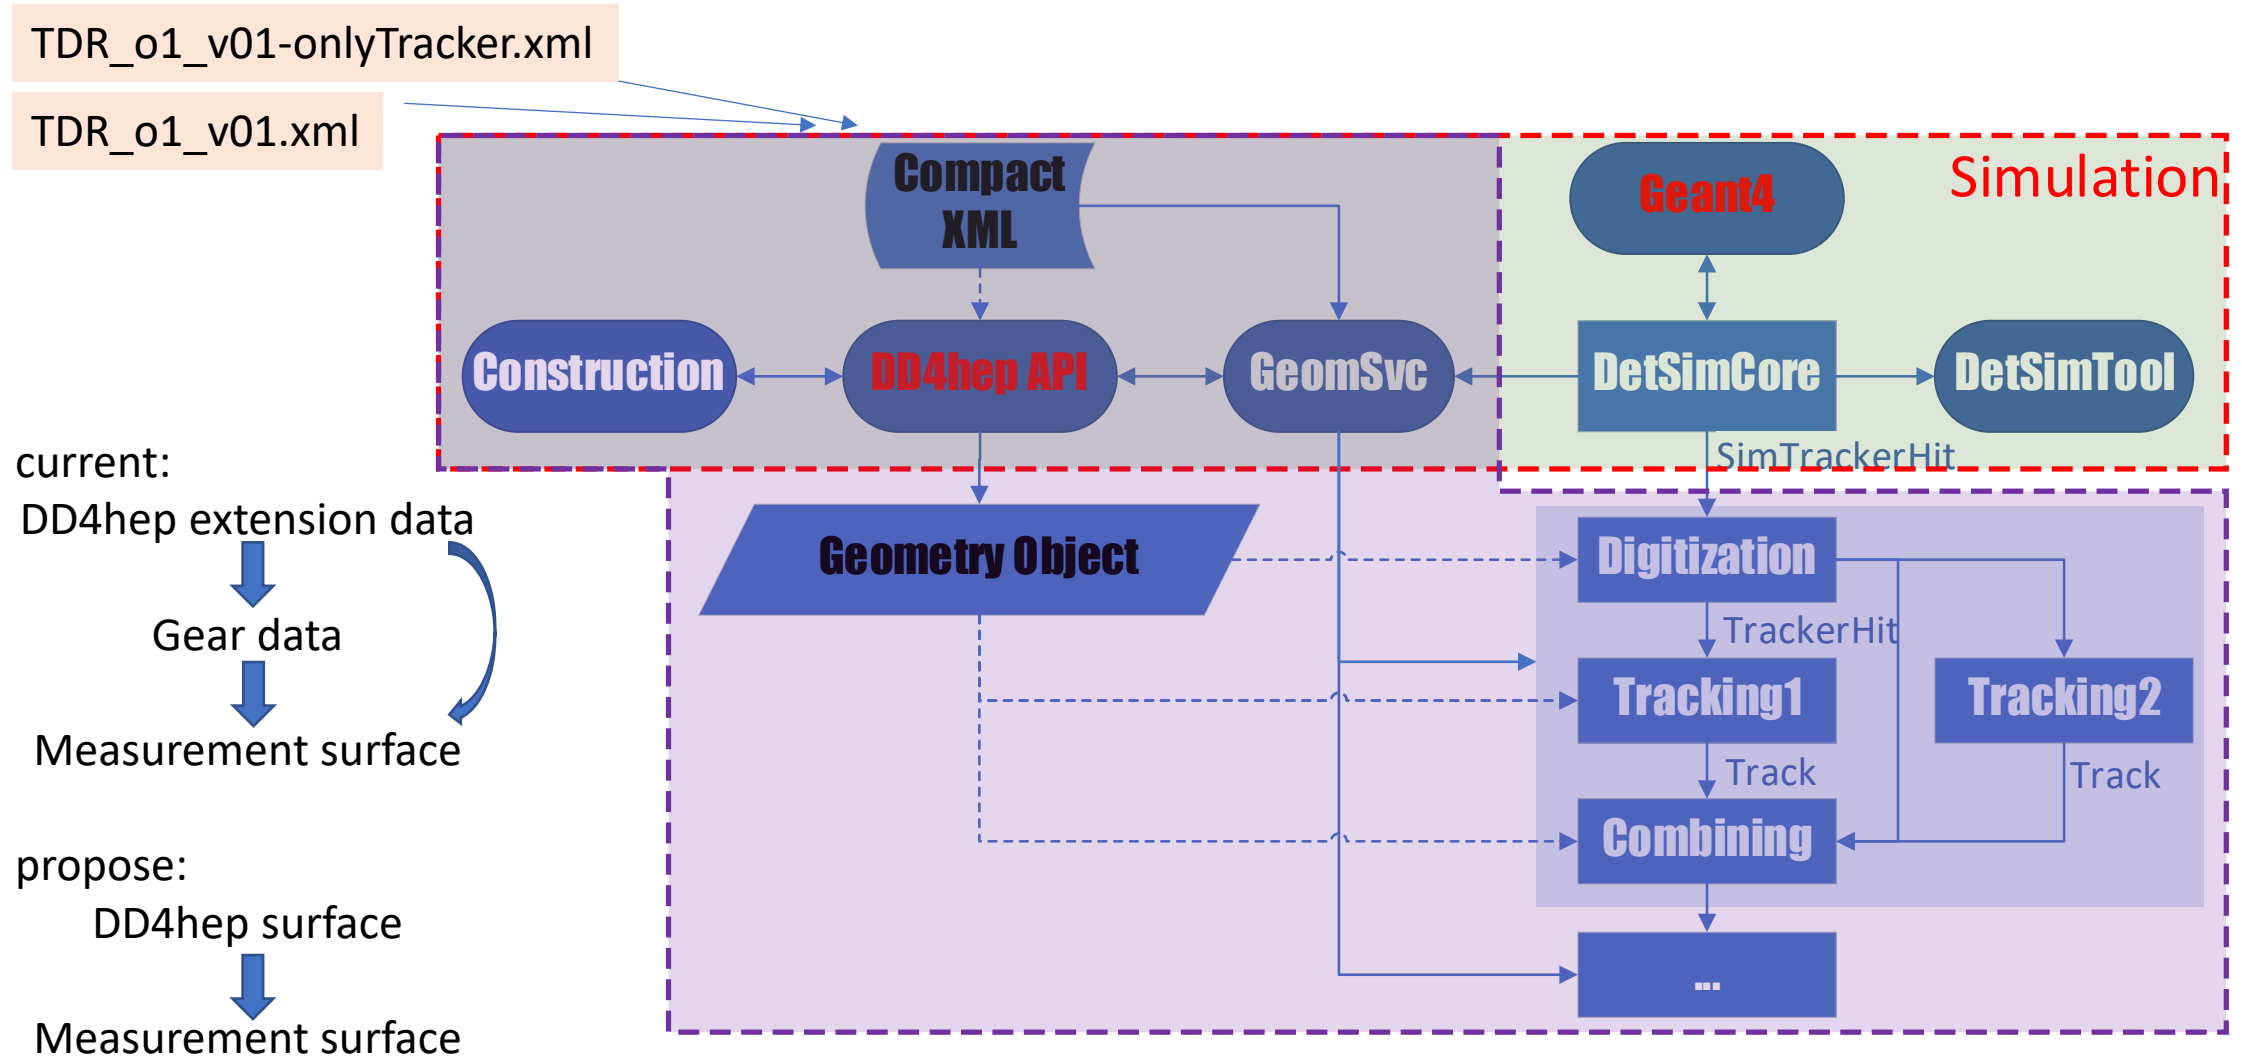 TDR_o1_v01-onlyTracker.xml
TDR_o1_v01.xml
Simulation
Compact
XML
Geant4
Construction
DD4hep API
GeomSvc
DetSimCore
DetSimTool
SimTrackerHit
current:
DD4hep extension data
Gear data
Measurement surface
propose:
DD4hep surface
Measurement surface
Geometry Object
Digitization
TrackerHit
Tracking1
Tracking2
Track
Track
Combining
...